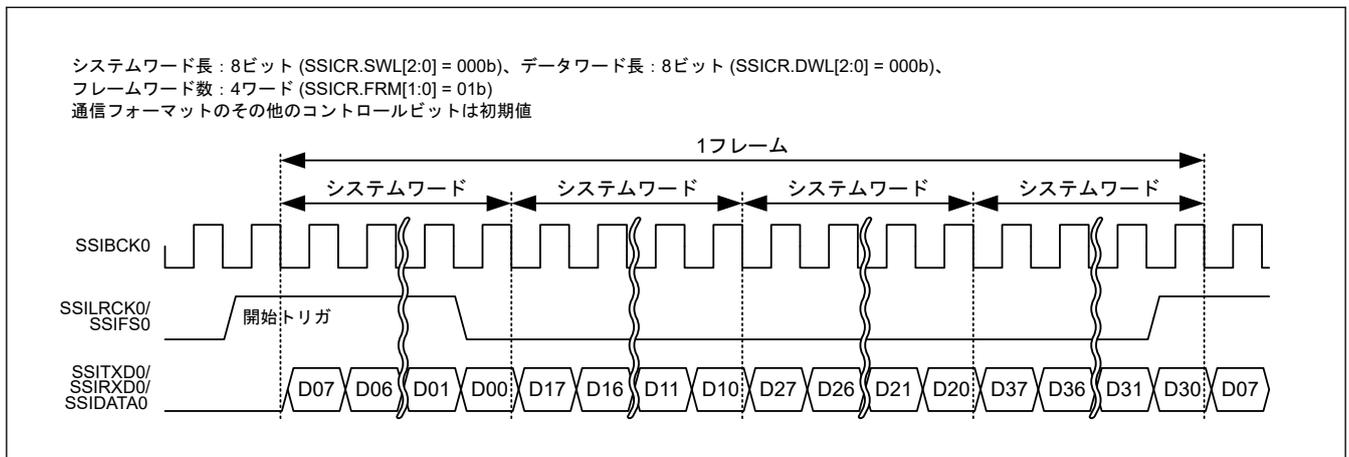 システムワード長：8ビット (SSICR.SWL[2:0] = 000b)、データワード長：8ビット (SSICR.DWL[2:0] = 000b)、
フレームワード数：4ワード (SSICR.FRM[1:0] = 01b)
通信フォーマットのその他のコントロールビットは初期値
1フレーム
システムワード システムワード システムワード システムワード
SSIBCK0
SSILRCK0/
SSIFS0
開始トリガ
SSITXD0/
SSIRXD0/
SSIDATA0
D07 D06 D01 D00 D17 D16 D11 D10 D27 D26 D21 D20 D37 D36 D31 D30 D07